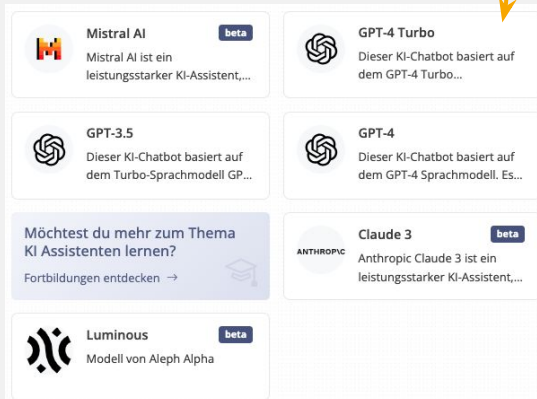 Mistral AI
beta
Mistral AI ist ein
leistungsstarker KI-Assistent,...
GPT-4 Turbo
Dieser KI-Chatbot basiert auf
dem GPT-4 Turbo...
GPT-3.5
Dieser KI-Chatbot basiert auf
dem Turbo-Sprachmodell GP...
GPT-4
Dieser KI-Chatbot basiert auf
dem GPT-4 Sprachmodell. Es...
Möchtest du mehr zum Thema
KI Assistenten lernen?
Fortbildungen entdecken →
ANTHROP\C
Claude 3
beta
Anthropic Claude 3 ist ein
leistungsstarker KI-Assistent,...
Luminous
beta
Modell von Aleph Alpha